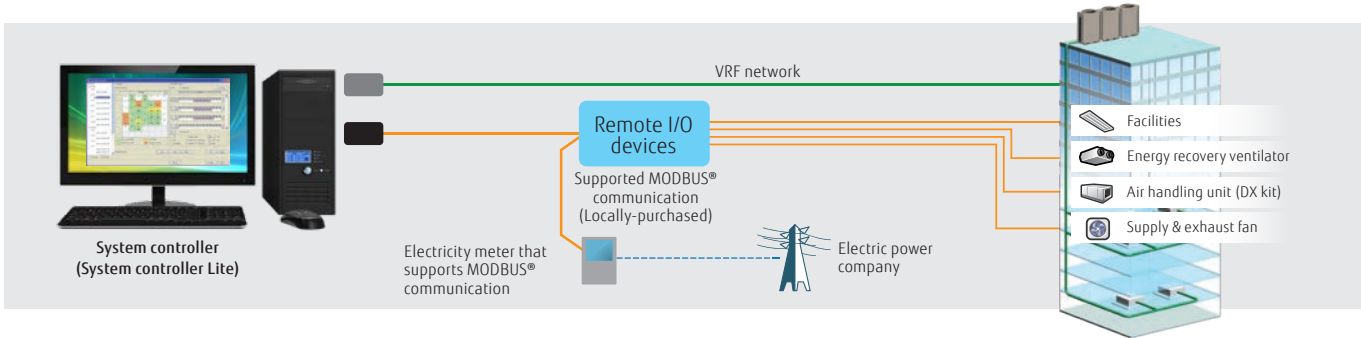 VRF network
Remote I/O
devices
Supported MODBUS®
communication
(Locally-purchased)
Facilities
Energy recovery ventilator
Air handling unit (DX kit)
Supply & exhaust fan
System controller
(System controller Lite)
Electricity meter that
supports MODBUS®
communication
Electric power
company